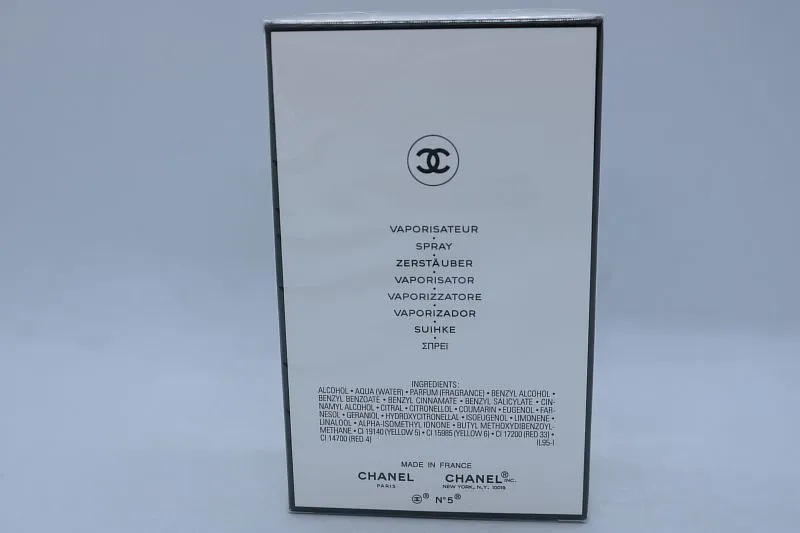 VAPORISATEUR
SPRAY
ZERSTÄUBER
VAPORISATOR
VAPORIZZATORE
VAPORIZADOR
SUIHKE
ΣΠΡΕΪ
INGREDIENTS:
ALCOHOL • AQUA (WATER) • PARFUM (FRAGRANCE) • BENZYL ALCOHOL •
BENZYL BENZOATE • BENZYL CINNAMATE • BENZYL SALICYLATE • CIN-
NAMYL ALCOHOL • CITRAL • CITRONELLOL • COUMARIN • EUGENOL • FAR-
NESOL • GERANIOL • HYDROXYCITRONELLAL • ISOEUGENOL • LIMONENE •
LINALOOL • ALPHA-ISOMETHYL IONONE • BUTYL METHOXYDIBENZOYL-
METHANE • CI 19140 (YELLOW 5) • CI 15985 (YELLOW 6) • CI 17200 (RED 33) •
CI 14700 (RED 4) IL95-I
MADE IN FRANCE
CHANEL CHANEL® INC.
PARIS NEW YORK, N.Y. 10019
® N°5®